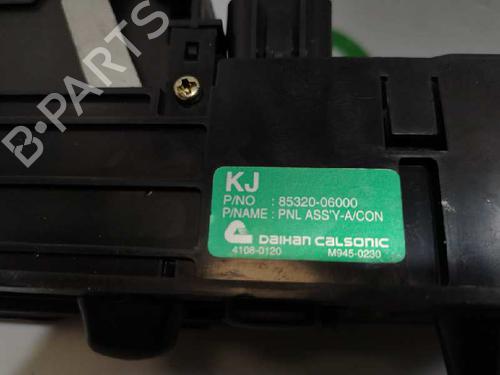 B-PARTS
KJ
P/NO : 85320-06000
P/NAME : PNL ASS'Y-A/CON
DAIHAN CALSONIC
4108-0120 M945-0230